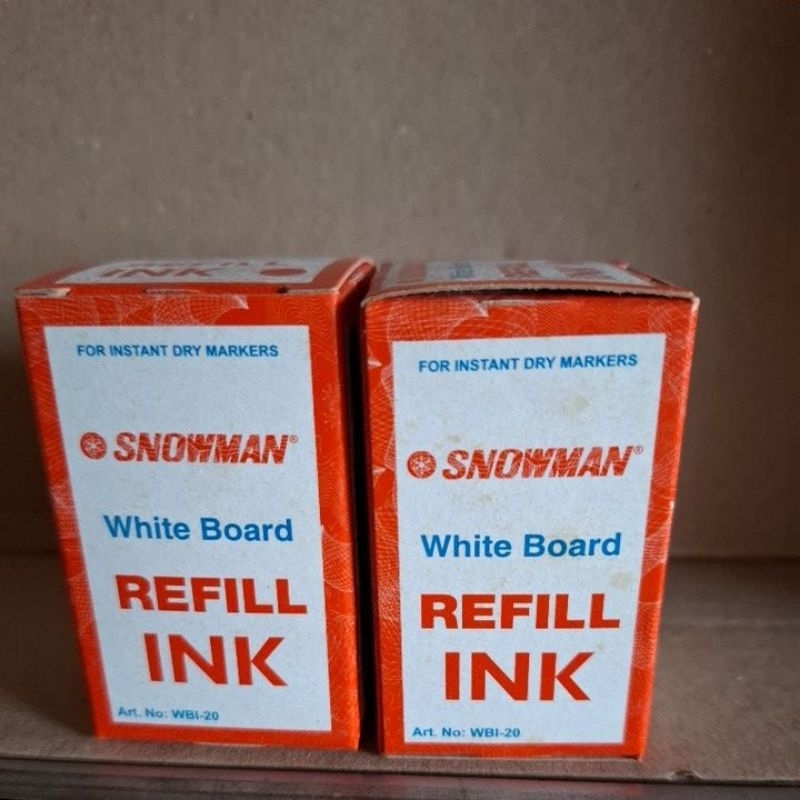 INK
FOR INSTANT DRY MARKERS
SNOWMAN®
White Board
REFILL
INK
Art. No: WBI-20
FOR INSTANT DRY MARKERS
SNOWMAN®
White Board
REFILL
INK
Art. No: WBI-20